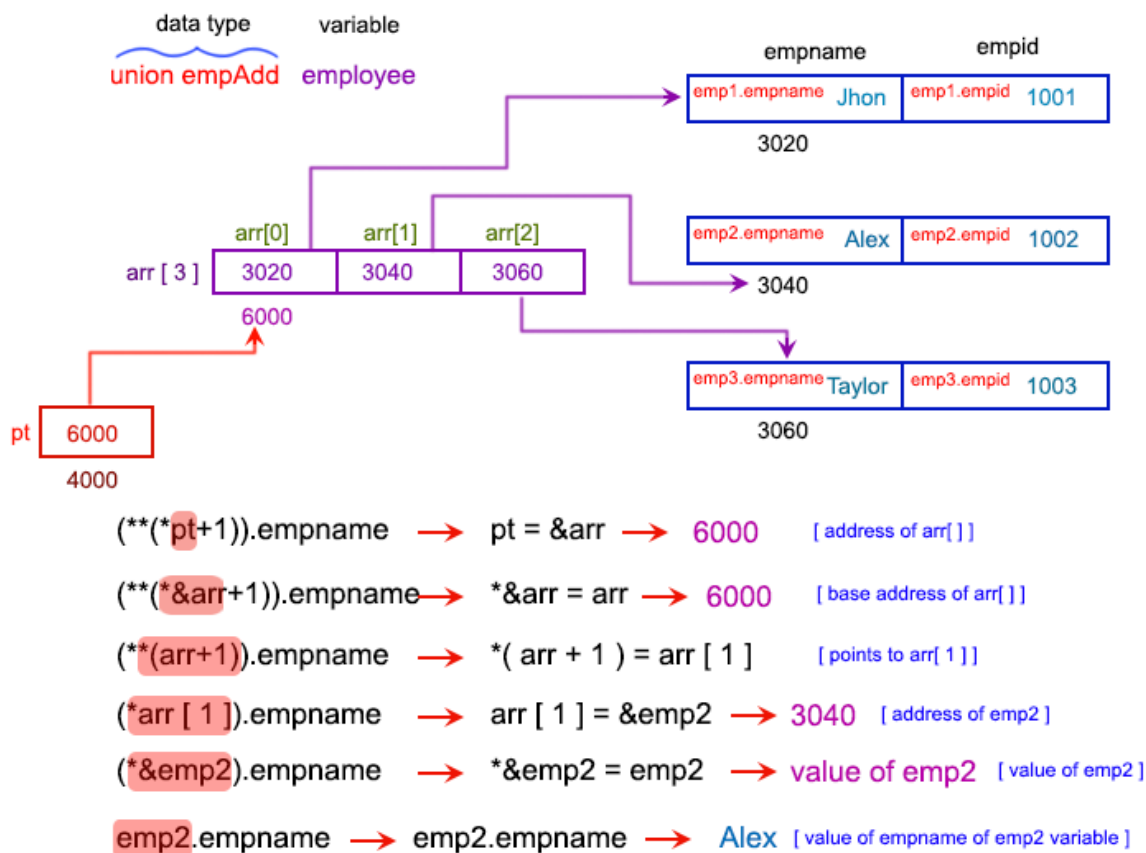 data type variable
union empAdd employee
empname empid
emp1.empname Jhon emp1.empid 1001
3020
arr[0] arr[1] arr[2]
emp2.empname Alex emp2.empid 1002
arr [ 3 ] 3020 3040 3060
3040
6000
emp3.empname Taylor emp3.empid 1003
3060
pt 6000
4000
(**(*pt+1)).empname pt = &arr 6000 [ address of arr[ ] ]
(**(*&arr+1)).empname *&arr = arr 6000 [ base address of arr[ ] ]
(**(arr+1)).empname *( arr + 1 ) = arr [ 1 ] [ points to arr[ 1 ] ]
(*arr [ 1 ]).empname arr [ 1 ] = &emp2 3040 [ address of emp2 ]
(*&emp2).empname *&emp2 = emp2 value of emp2 [ value of emp2 ]
emp2.empname emp2.empname Alex [ value of empname of emp2 variable ]